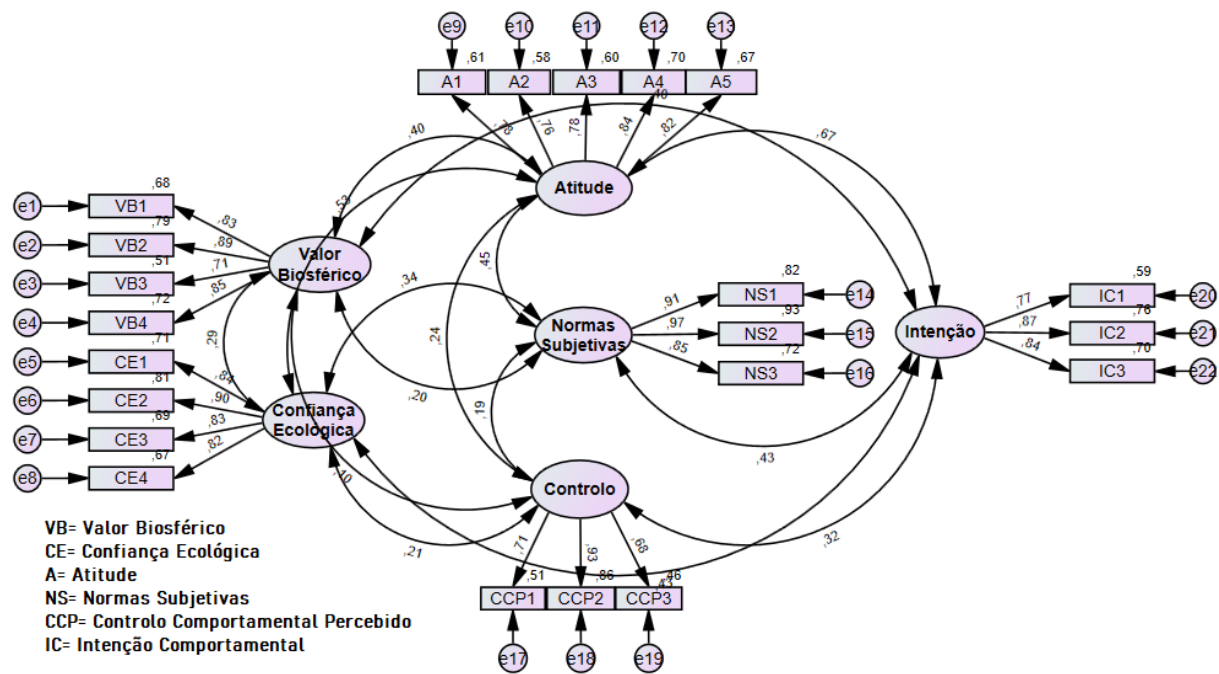 e9 e10 e11 e12 e13
,61 ,58 ,60 ,70 ,67
A1 A2 A3 A4 A5
,78 ,76 ,78 ,84 ,82
,40
,40
,67
Atitude
,53
,45
,24
e1 VB1 ,68 ,83
e2 VB2 ,79 ,89
e3 VB3 ,51 ,71
e4 VB4 ,72 ,85
Valor
Biosférico
,29
,34
,20
e5 CE1 ,71 ,84
e6 CE2 ,81 ,90
e7 CE3 ,69 ,83
e8 CE4 ,67 ,82
Confiança
Ecológica
Normas
Subjetivas
,91 NS1 ,82 e14
,97 NS2 ,93 e15
,85 NS3 ,72 e16
Intenção
,77 IC1 ,59 e20
,87 IC2 ,76 e21
,84 IC3 ,70 e22
,19
,43
,10
,21
,32
Controlo
,71 ,93 ,68
,51 ,86 ,46
,43
CCP1 CCP2 CCP3
e17 e18 e19
VB= Valor Biosférico
CE= Confiança Ecológica
A= Atitude
NS= Normas Subjetivas
CCP= Controlo Comportamental Percebido
IC= Intenção Comportamental